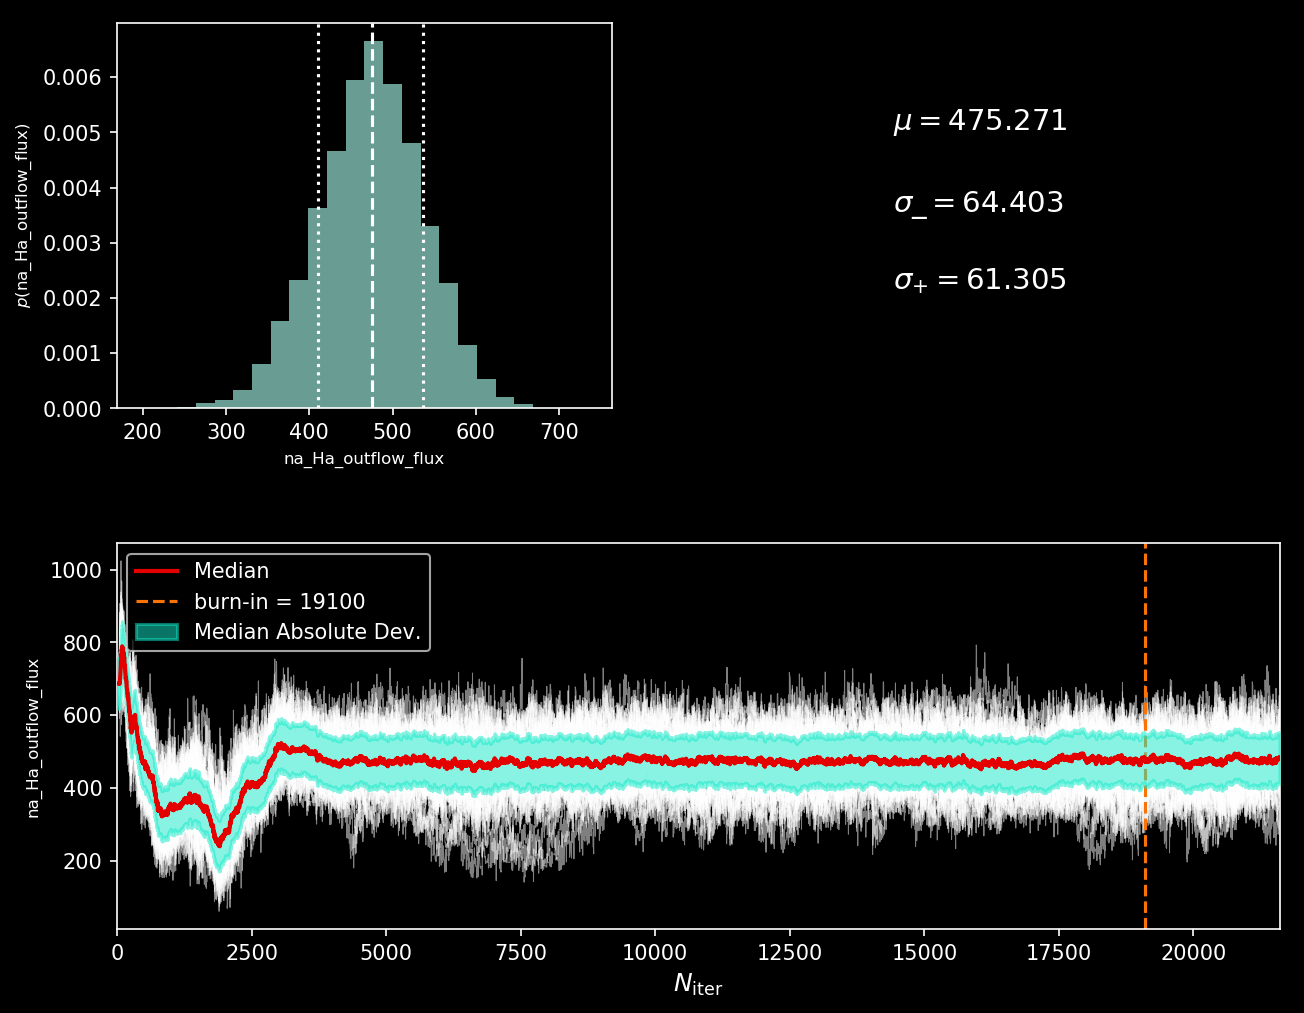 0.006
0.005
0.004
0.003
0.002
0.001
0.000
p(na_Ha_outflow_flux)
200 300 400 500 600 700
na_Ha_outflow_flux
μ = 475.271
σ₋ = 64.403
σ₊ = 61.305
1000
800
600
400
200
na_Ha_outflow_flux
Median
burn-in = 19100
Median Absolute Dev.
0 2500 5000 7500 10000 12500 15000 17500 20000
N_iter